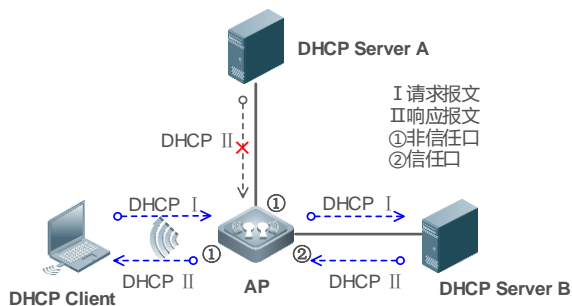 DHCP Server A
Ⅰ请求报文
Ⅱ响应报文
①非信任口
②信任口
DHCP Ⅱ
①
DHCP Ⅰ
DHCP Ⅰ
①
②
DHCP Ⅱ
DHCP Ⅱ
DHCP Client
AP
DHCP Server B